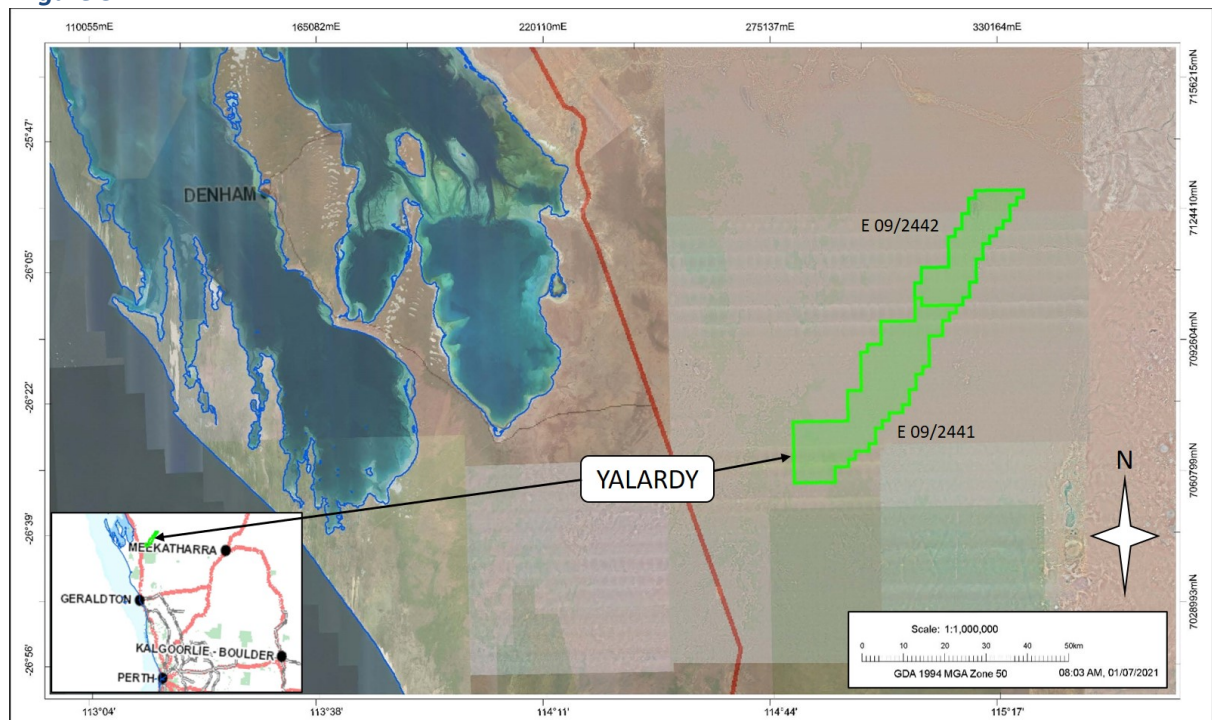 110055mE 165082mE 220110mE 275137mE 330164mE
7156215mN
-25°47
DENHAM
7124410mN
E 09/2442
-26°05
7092604mN
-26°22
E 09/2441
YALARDY
N
7060799mN
-26°39
MEEKATHARRA
GERALDTON
7028993mN
KALGOORLIE - BOULDER
PERTH
-26°56
Scale: 1:1,000,000
0 10 20 30 40 50km
GDA 1994 MGA Zone 50 08:03 AM, 01/07/2021
113°04 113°38 114°11 114°44 115°17